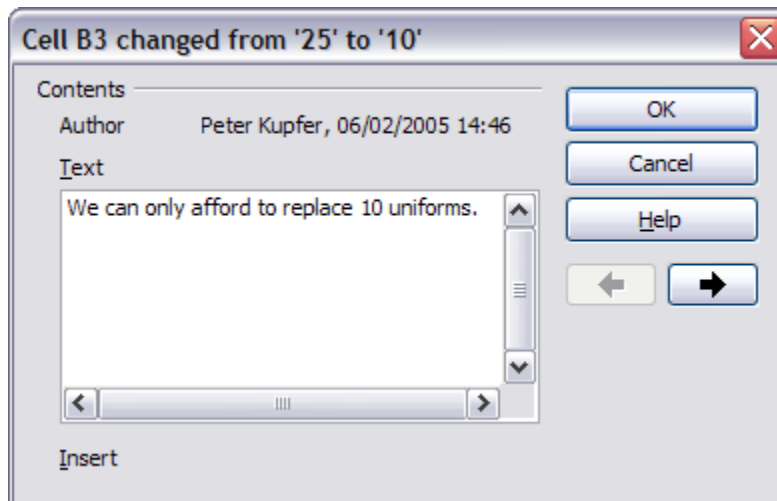 Cell B3 changed from '25' to '10'
Contents
Author Peter Kupfer, 06/02/2005 14:46
Text
We can only afford to replace 10 uniforms.
Insert
OK
Cancel
Help